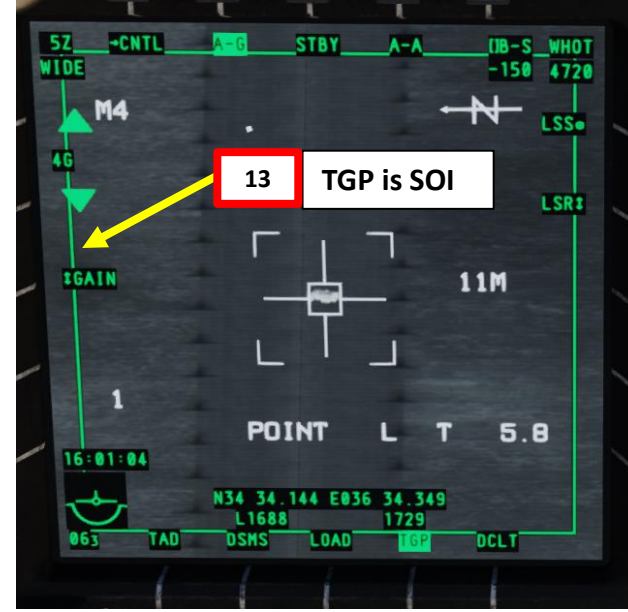 5Z →CNTL A-G STBY A-A []B-S WHOT
WIDE -150 4720
M4 N LSS
4G
13 TGP is SOI
LSR↕
↕GAIN 11M
1
POINT L T 5.8
16:01:04
N34 34.144 E036 34.349
L1688 1729
063 TAD DSMS LOAD TGP DCLT